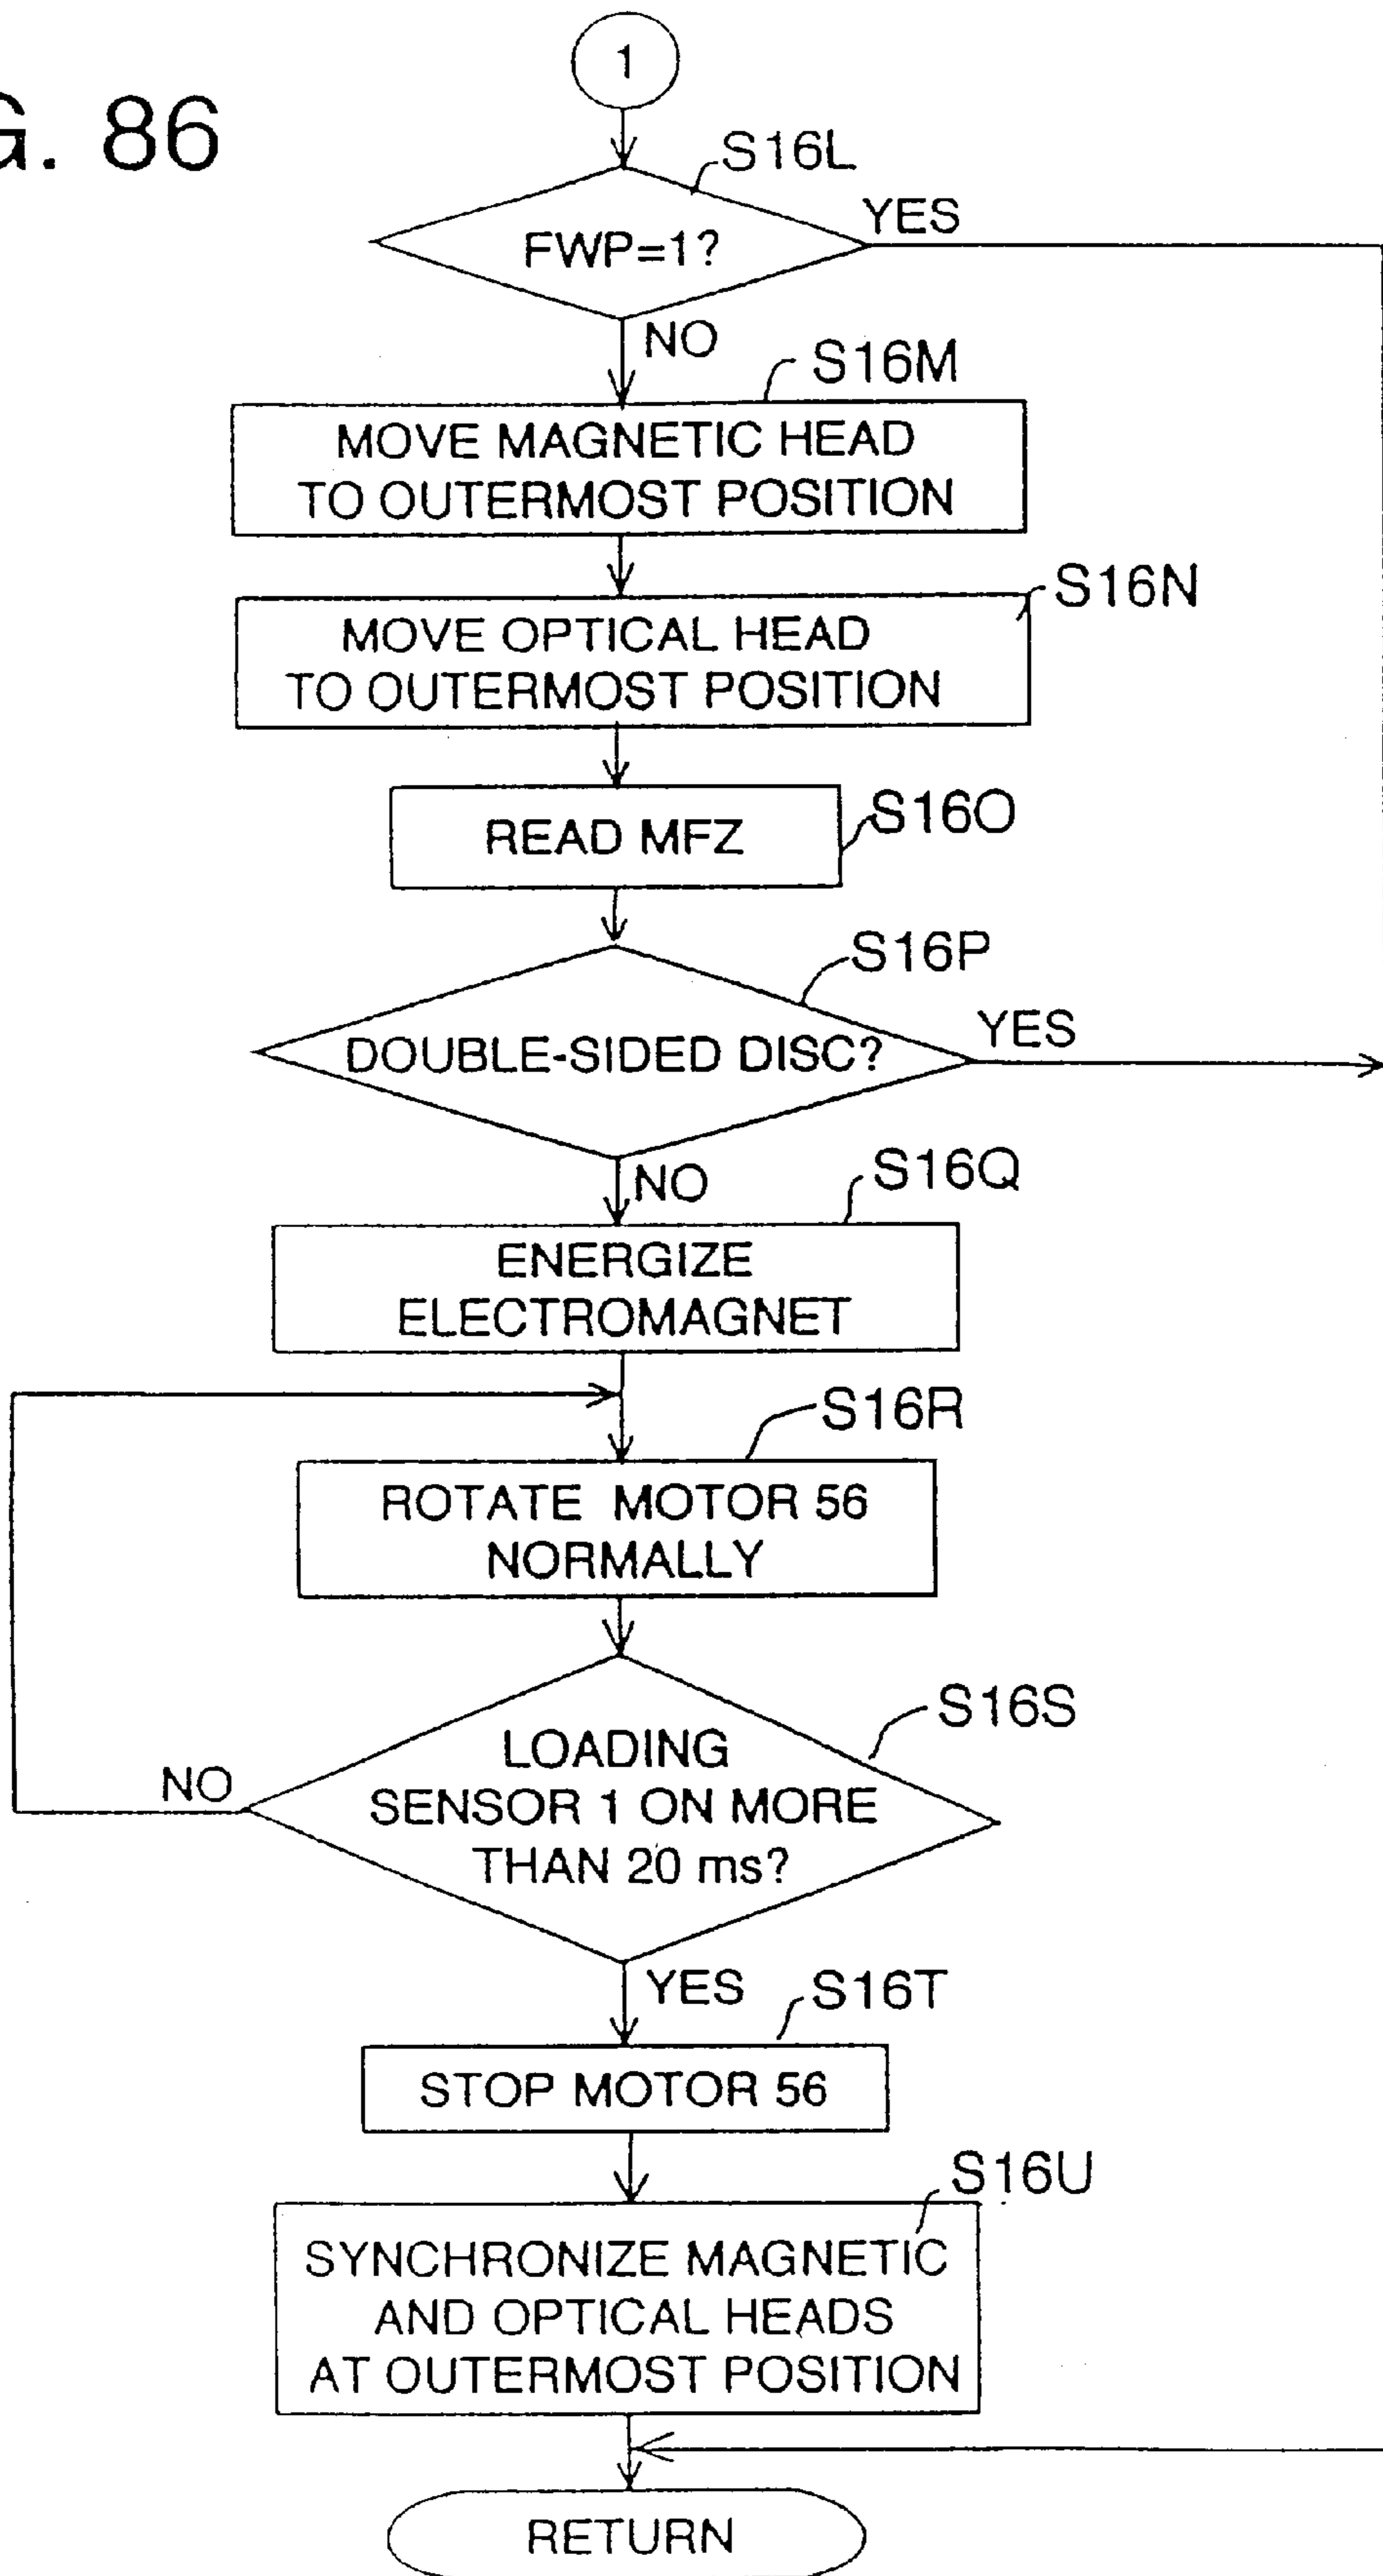 G. 86
1
S16L
FWP=1?
YES
NO
S16M
MOVE MAGNETIC HEAD
TO OUTERMOST POSITION
S16N
MOVE OPTICAL HEAD
TO OUTERMOST POSITION
S16O
READ MFZ
S16P
DOUBLE-SIDED DISC?
YES
NO
S16Q
ENERGIZE
ELECTROMAGNET
S16R
ROTATE MOTOR 56
NORMALLY
S16S
LOADING
SENSOR 1 ON MORE
THAN 20 ms?
NO
YES
S16T
STOP MOTOR 56
S16U
SYNCHRONIZE MAGNETIC
AND OPTICAL HEADS
AT OUTERMOST POSITION
RETURN